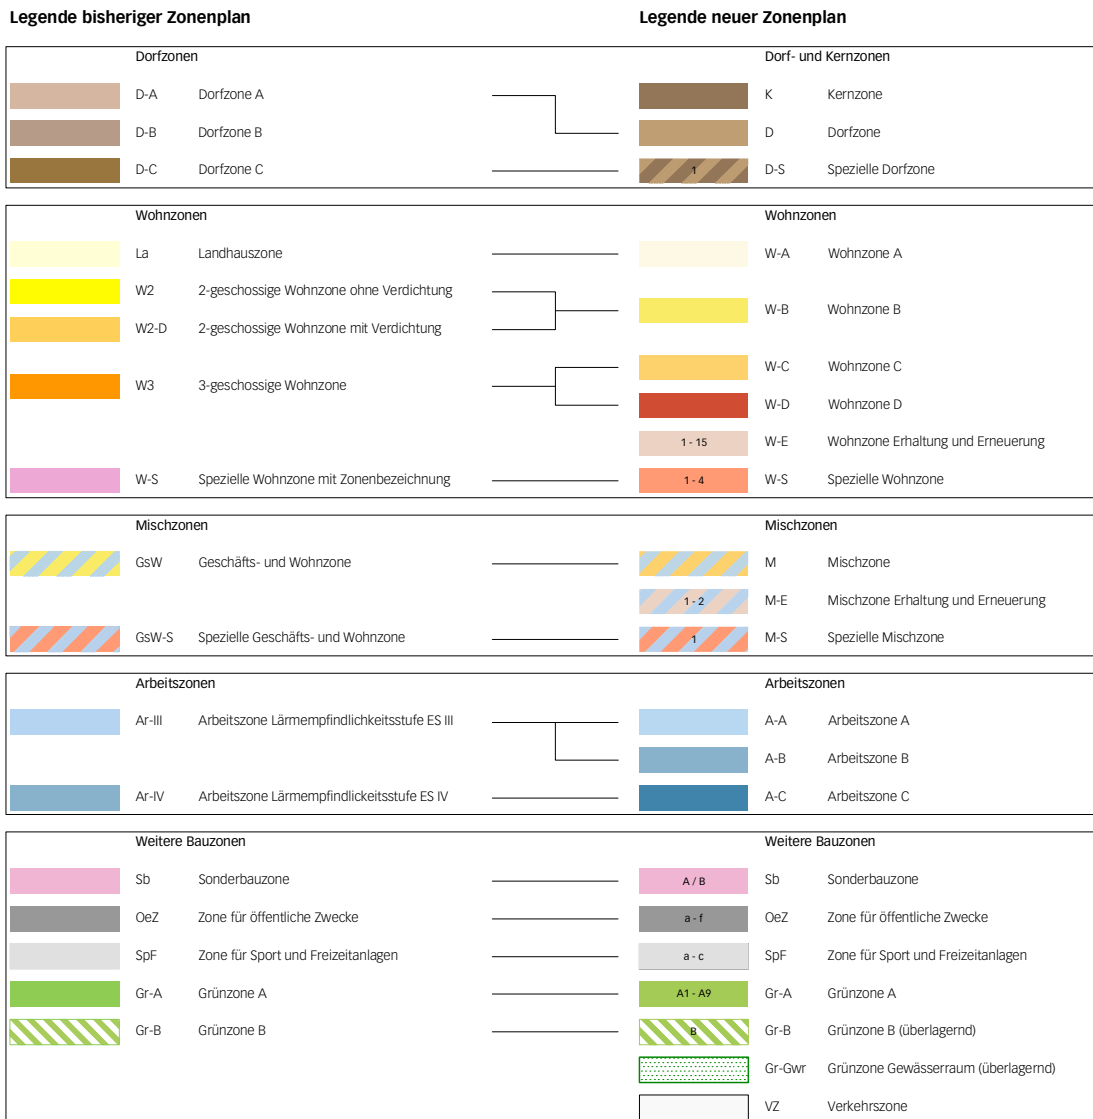 Legende bisheriger Zonenplan Legende neuer Zonenplan
Dorfzonen Dorf- und Kernzonen
D-A Dorfzone A K Kernzone
D-B Dorfzone B D Dorfzone
D-C Dorfzone C 1 D-S Spezielle Dorfzone
Wohnzonen Wohnzonen
La Landhauszone W-A Wohnzone A
W2 2-geschossige Wohnzone ohne Verdichtung
W-B Wohnzone B
W2-D 2-geschossige Wohnzone mit Verdichtung
W-C Wohnzone C
W3 3-geschossige Wohnzone
W-D Wohnzone D
1 - 15 W-E Wohnzone Erhaltung und Erneuerung
W-S Spezielle Wohnzone mit Zonenbezeichnung 1 - 4 W-S Spezielle Wohnzone
Mischzonen Mischzonen
GsW Geschäfts- und Wohnzone M Mischzone
1 - 2 M-E Mischzone Erhaltung und Erneuerung
GsW-S Spezielle Geschäfts- und Wohnzone 1 M-S Spezielle Mischzone
Arbeitszonen Arbeitszonen
Ar-III Arbeitszone Lärmempfindlichkeitsstufe ES III A-A Arbeitszone A
A-B Arbeitszone B
Ar-IV Arbeitszone Lärmempfindlickeitsstufe ES IV A-C Arbeitszone C
Weitere Bauzonen Weitere Bauzonen
Sb Sonderbauzone A / B Sb Sonderbauzone
OeZ Zone für öffentliche Zwecke a - f OeZ Zone für öffentliche Zwecke
SpF Zone für Sport und Freizeitanlagen a - c SpF Zone für Sport und Freizeitanlagen
Gr-A Grünzone A A1 - A9 Gr-A Grünzone A
Gr-B Grünzone B B Gr-B Grünzone B (überlagernd)
Gr-Gwr Grünzone Gewässerraum (überlagernd)
VZ Verkehrszone